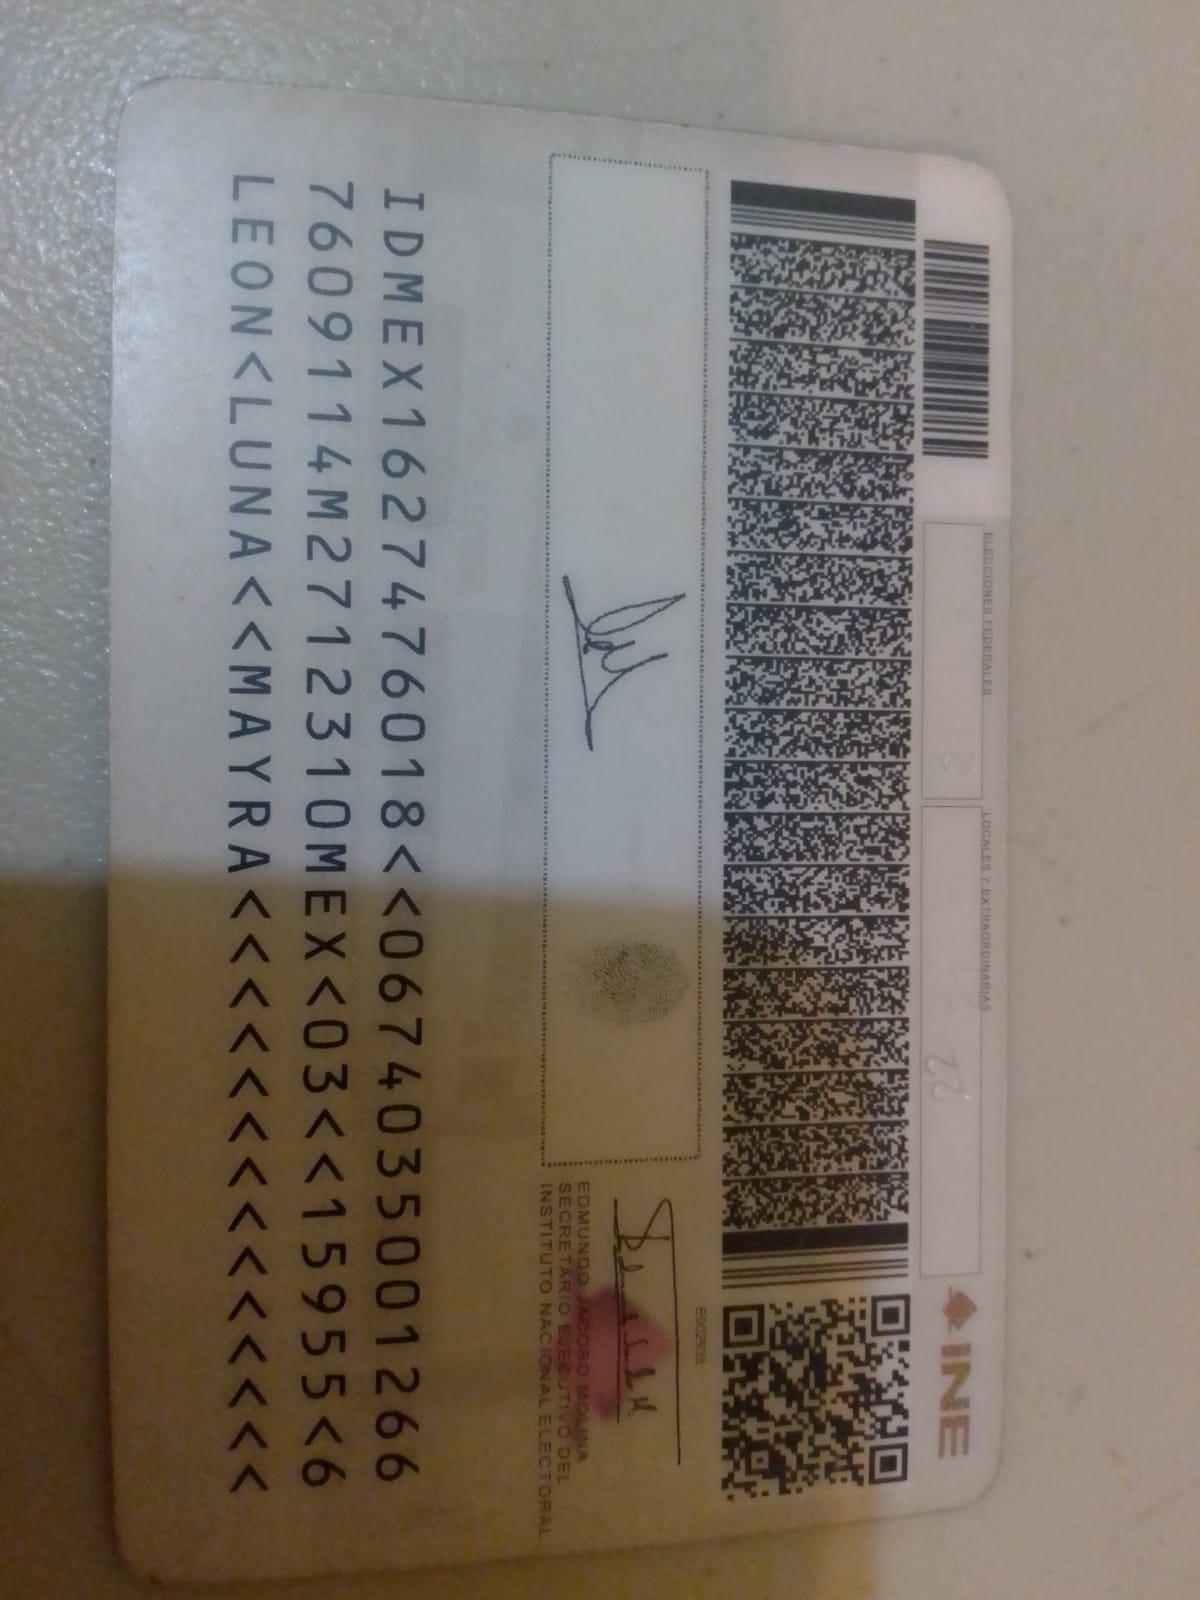 ELECCIONES FEDERALES
LOCALES Y EXTRAORDINARIAS
INE
22
EDMUNDO JACOBO MOLINA
SECRETARIO EJECUTIVO DEL
INSTITUTO NACIONAL ELECTORAL
IDMEX1627476018<<0674035001266
7609114M2712310MEX<03<<15955<6
LEON<LUNA<<MAYRA<<<<<<<<<<<<<<